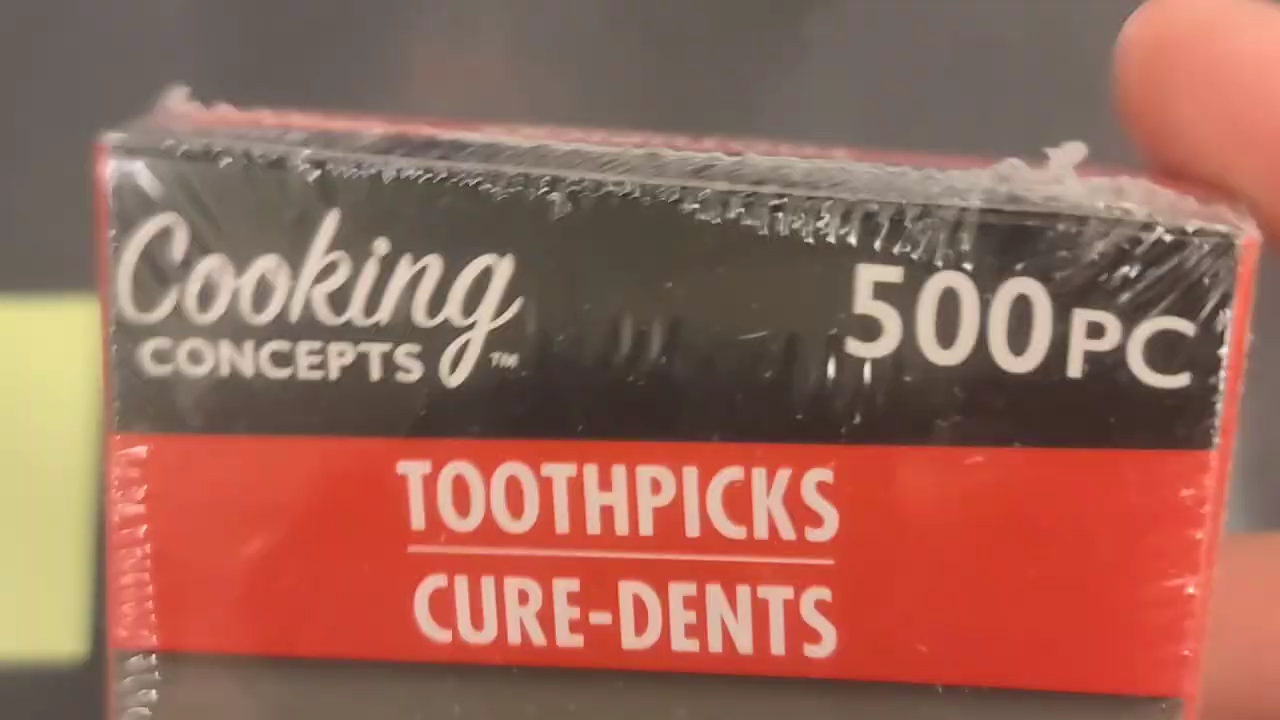 Cooking
CONCEPTS™
500PC
TOOTHPICKS
CURE-DENTS